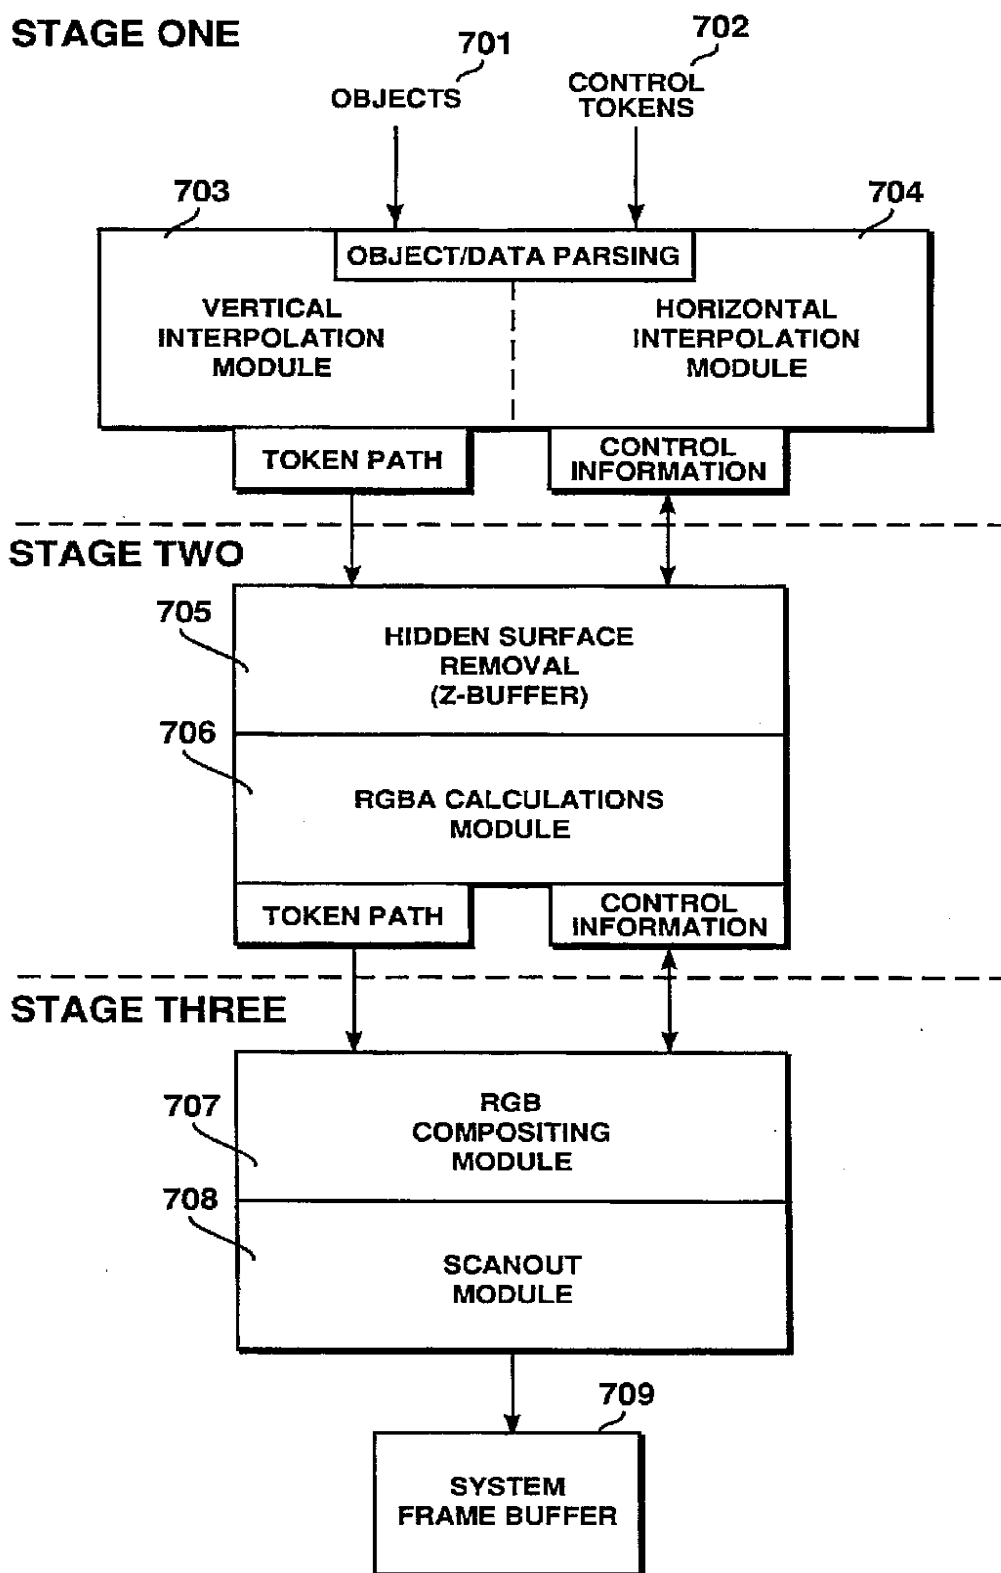 STAGE ONE
701
702
OBJECTS
CONTROL
TOKENS
703
704
OBJECT/DATA PARSING
VERTICAL
INTERPOLATION
MODULE
HORIZONTAL
INTERPOLATION
MODULE
TOKEN PATH
CONTROL
INFORMATION
STAGE TWO
705
HIDDEN SURFACE
REMOVAL
(Z-BUFFER)
706
RGBA CALCULATIONS
MODULE
TOKEN PATH
CONTROL
INFORMATION
STAGE THREE
707
RGB
COMPOSITING
MODULE
708
SCANOUT
MODULE
709
SYSTEM
FRAME BUFFER